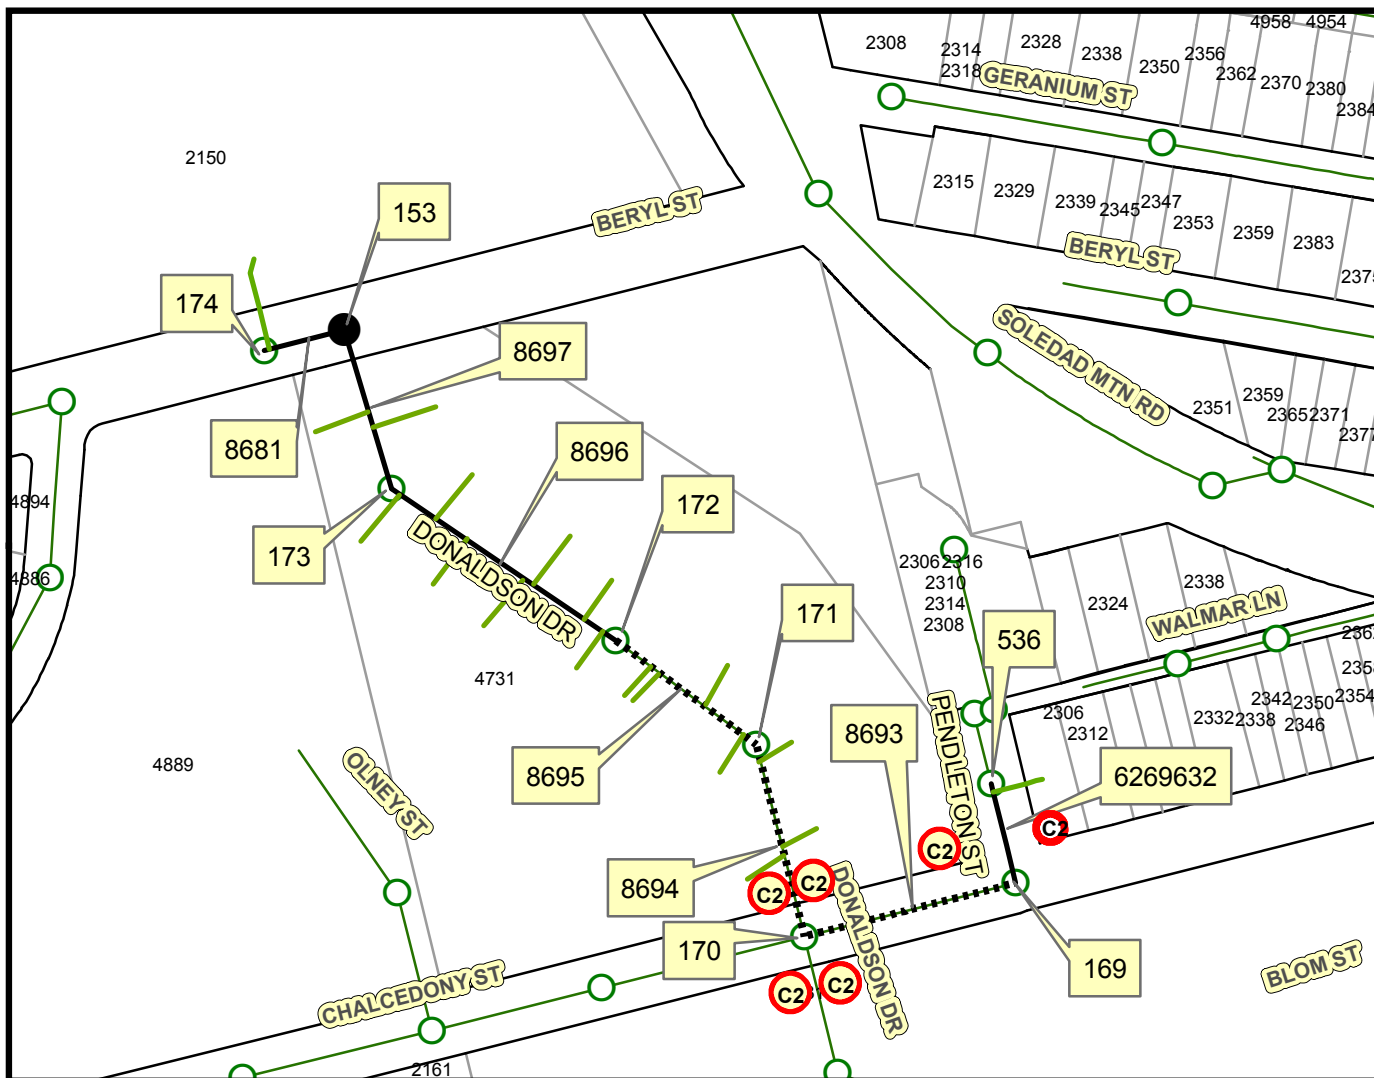 4958 4954
2308 2314 2328 2338 2350 2356
2318 2362 2370 2380
2384
GERANIUM ST
2150
153
BERYL ST
2315 2329 2339 2345 2347 2353 2359 2383
2375
BERYL ST
174
8697
SOLEDAD MTN RD
8681
8696
2351 2359 2365 2371
2377
4894
172
173
DONALDSON DR
4886
2306 2316
2310
2314
2308
2324 2338
WALMAR LN
171
536
4731
2306
2312
2332 2338 2342 2346 2350 2354
8693
PENDLETON ST
8695
4889
OLNEY ST
6269632
C2
C2
8694
C2
C2
DONALDSON DR
170
169
BLOM ST
CHALCEDONY ST
C2
C2
2161